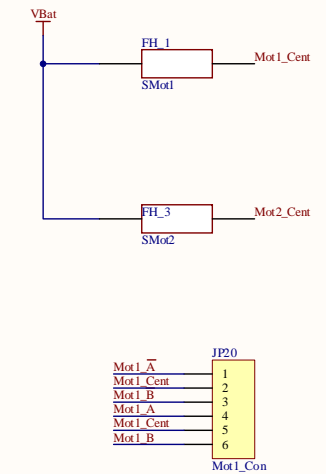 VBat
FH_1
Mot1_Cent
SMot1
FH_3
Mot2_Cent
SMot2
JP20
Mot1_A̅ 1
Mot1_Cent 2
Mot1_B 3
Mot1_A 4
Mot1_Cent 5
Mot1_B 6
Mot1_Con